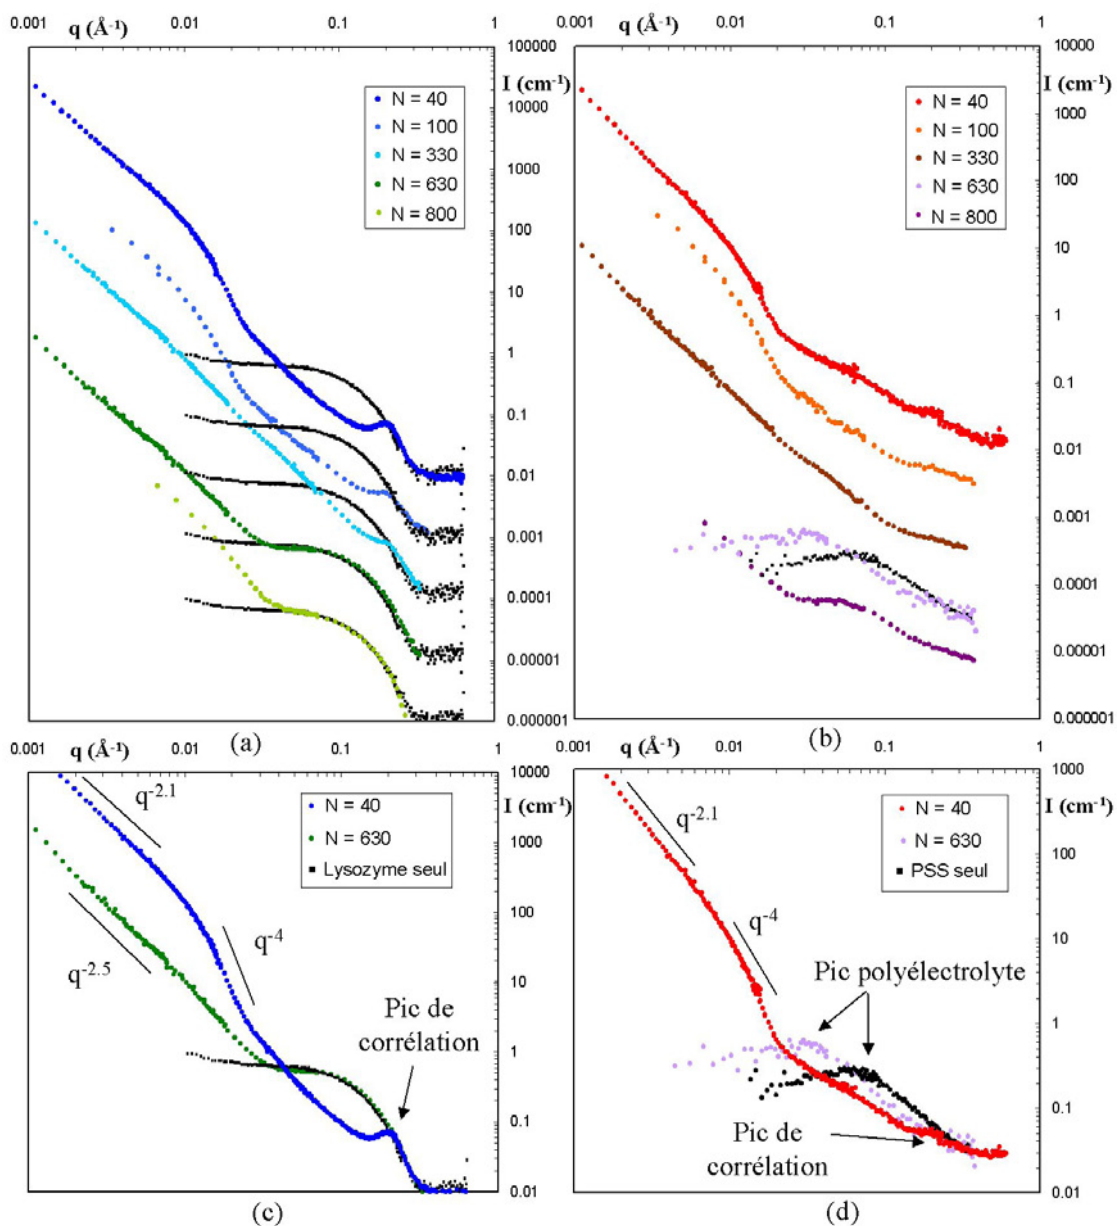 0.001 0.01 0.1 1
q (Å-1)
100000
I (cm-1)
10000
1000
100
10
1
0.1
0.01
0.001
0.0001
0.00001
0.000001
N = 40
N = 100
N = 330
N = 630
N = 800
(a)
0.001 0.01 0.1 1
q (Å-1)
10000
I (cm-1)
1000
100
10
1
0.1
0.01
0.001
0.0001
0.00001
0.000001
N = 40
N = 100
N = 330
N = 630
N = 800
(b)
0.001 0.01 0.1 1
q (Å-1)
10000
I (cm-1)
1000
100
10
1
0.1
0.01
N = 40
N = 630
Lysozyme seul
q-2.1
q-4
q-2.5
Pic de
corrélation
(c)
0.001 0.01 0.1 1
q (Å-1)
1000
I (cm-1)
100
10
1
0.1
0.01
N = 40
N = 630
PSS seul
q-2.1
q-4
Pic polyélectrolyte
Pic de
corrélation
(d)